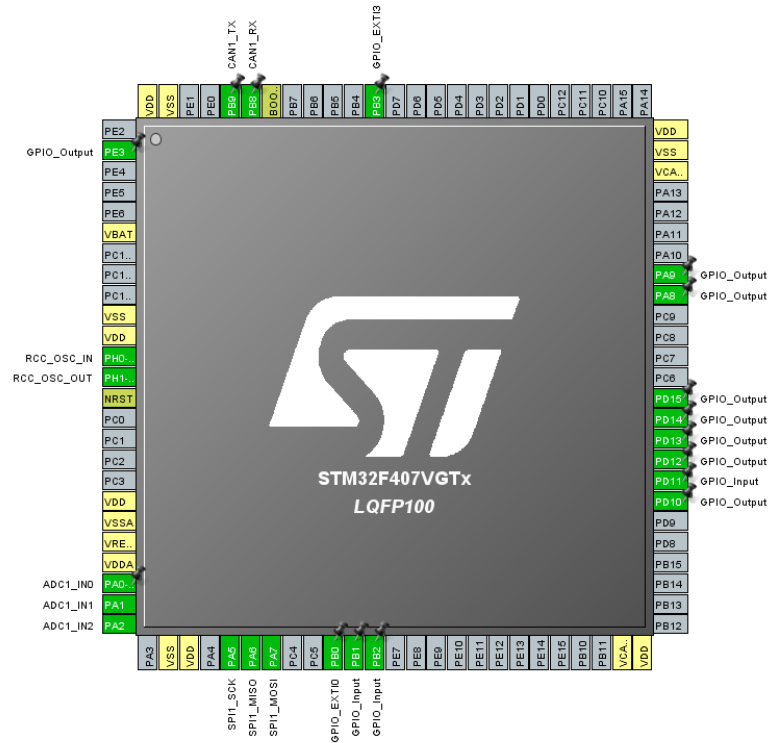 CAN1_TX
CAN1_RX
GPIO_EXTI3
VDD
VSS
PE1
PE0
PB9
PB8
BOO..
PB7
PB6
PB5
PB4
PB3
PD7
PD6
PD5
PD4
PD3
PD2
PD1
PD0
PC12
PC11
PC10
PA15
PA14
PE2
GPIO_Output PE3
PE4
PE5
PE6
VBAT
PC1..
PC1..
PC1..
VSS
VDD
RCC_OSC_IN PH0-..
RCC_OSC_OUT PH1-..
NRST
PC0
PC1
PC2
PC3
VDD
VSSA
VRE..
VDDA
ADC1_IN0 PA0-..
ADC1_IN1 PA1
ADC1_IN2 PA2
ST
STM32F407VGTx
LQFP100
VDD
VSS
VCA..
PA13
PA12
PA11
PA10
PA9 GPIO_Output
PA8 GPIO_Output
PC9
PC8
PC7
PC6
PD15 GPIO_Output
PD14 GPIO_Output
PD13 GPIO_Output
PD12 GPIO_Output
PD11 GPIO_Input
PD10 GPIO_Output
PD9
PD8
PB15
PB14
PB13
PB12
PA3
VSS
VDD
PA4
PA5
PA6
PA7
PC4
PC5
PB0
PB1
PB2
PE7
PE8
PE9
PE10
PE11
PE12
PE13
PE14
PE15
PB10
PB11
VCA..
VDD
SPI1_SCK
SPI1_MISO
SPI1_MOSI
GPIO_EXTI0
GPIO_Input
GPIO_Input